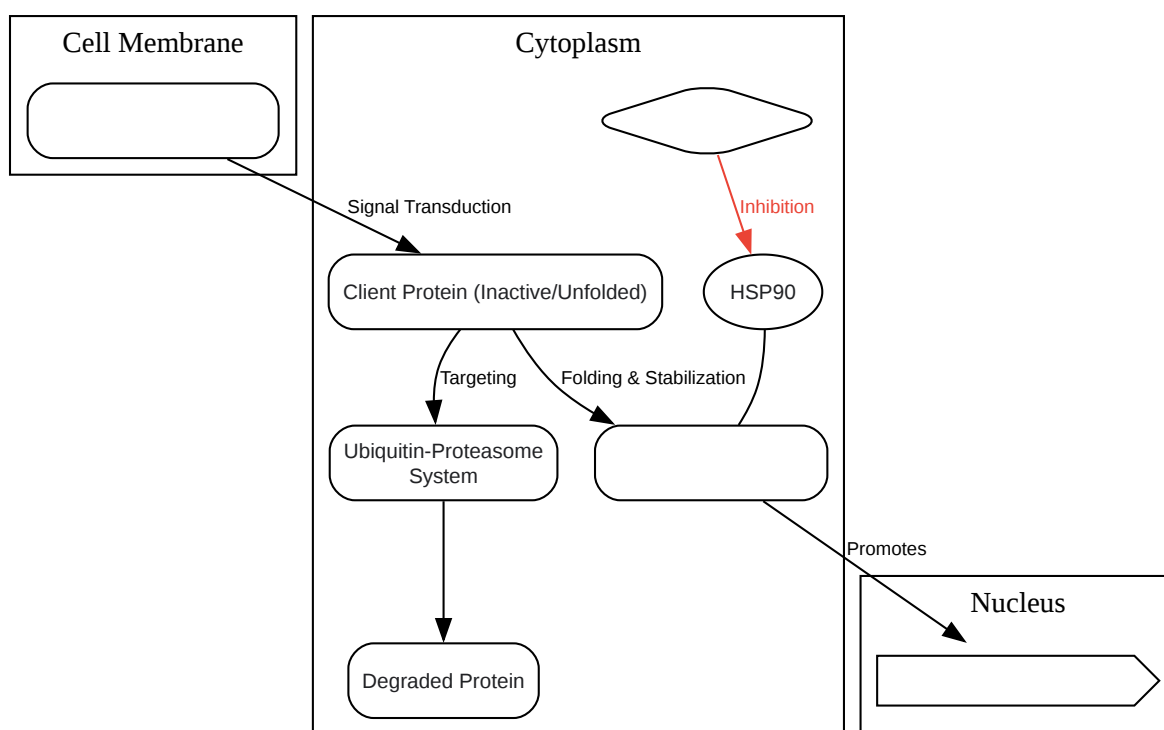 Cell Membrane
Cytoplasm
Signal Transduction
Inhibition
Client Protein (Inactive/Unfolded)
HSP90
Targeting
Folding & Stabilization
Ubiquitin-Proteasome
System
Promotes
Nucleus
Degraded Protein